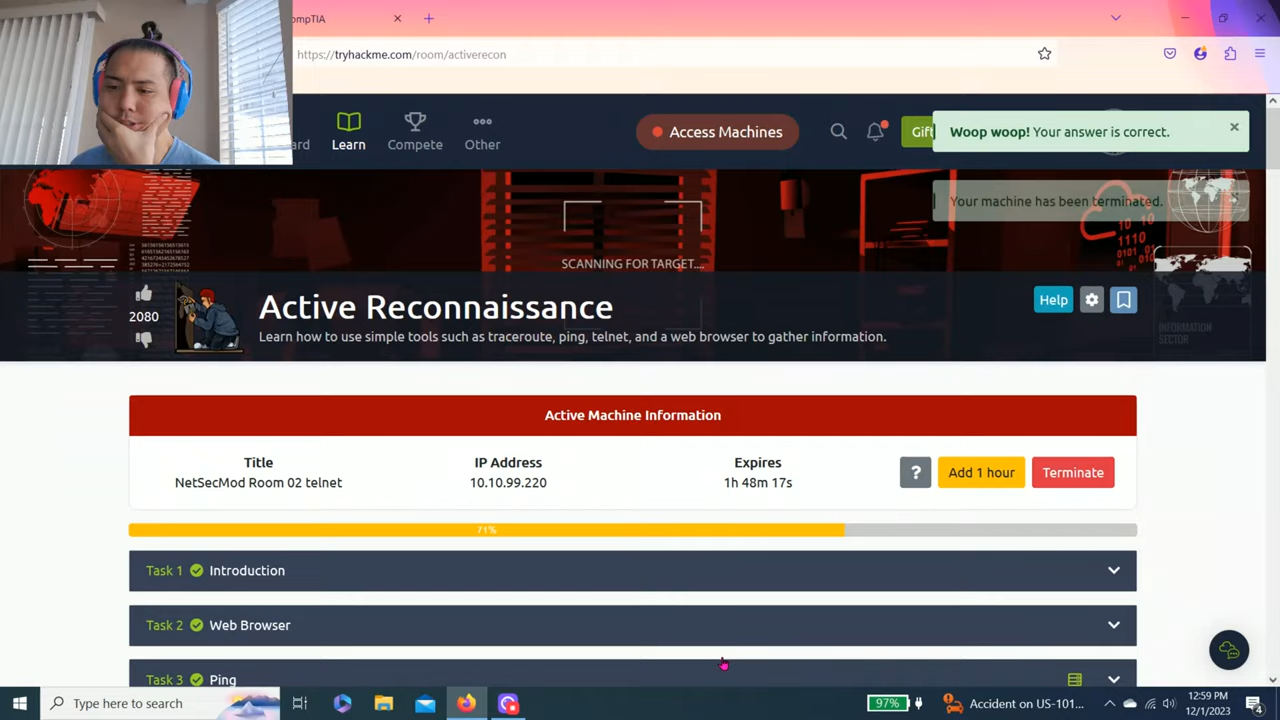 ompTIA
https://tryhackme.com/room/activerecon
Learn
Compete
Other
Access Machines
Gift
Woop woop! Your answer is correct.
Your machine has been terminated.
SCANNING FOR TARGET....
2080
Active Reconnaissance
Learn how to use simple tools such as traceroute, ping, telnet, and a web browser to gather information.
Help
INFORMATION
SECTOR
Active Machine Information
Title
IP Address
Expires
NetSecMod Room 02 telnet
10.10.99.220
1h 48m 17s
?
Add 1 hour
Terminate
71%
Task 1 Introduction
Task 2 Web Browser
Task 3 Ping
Type here to search
97%
Accident on US-101...
12:59 PM
12/1/2023
4